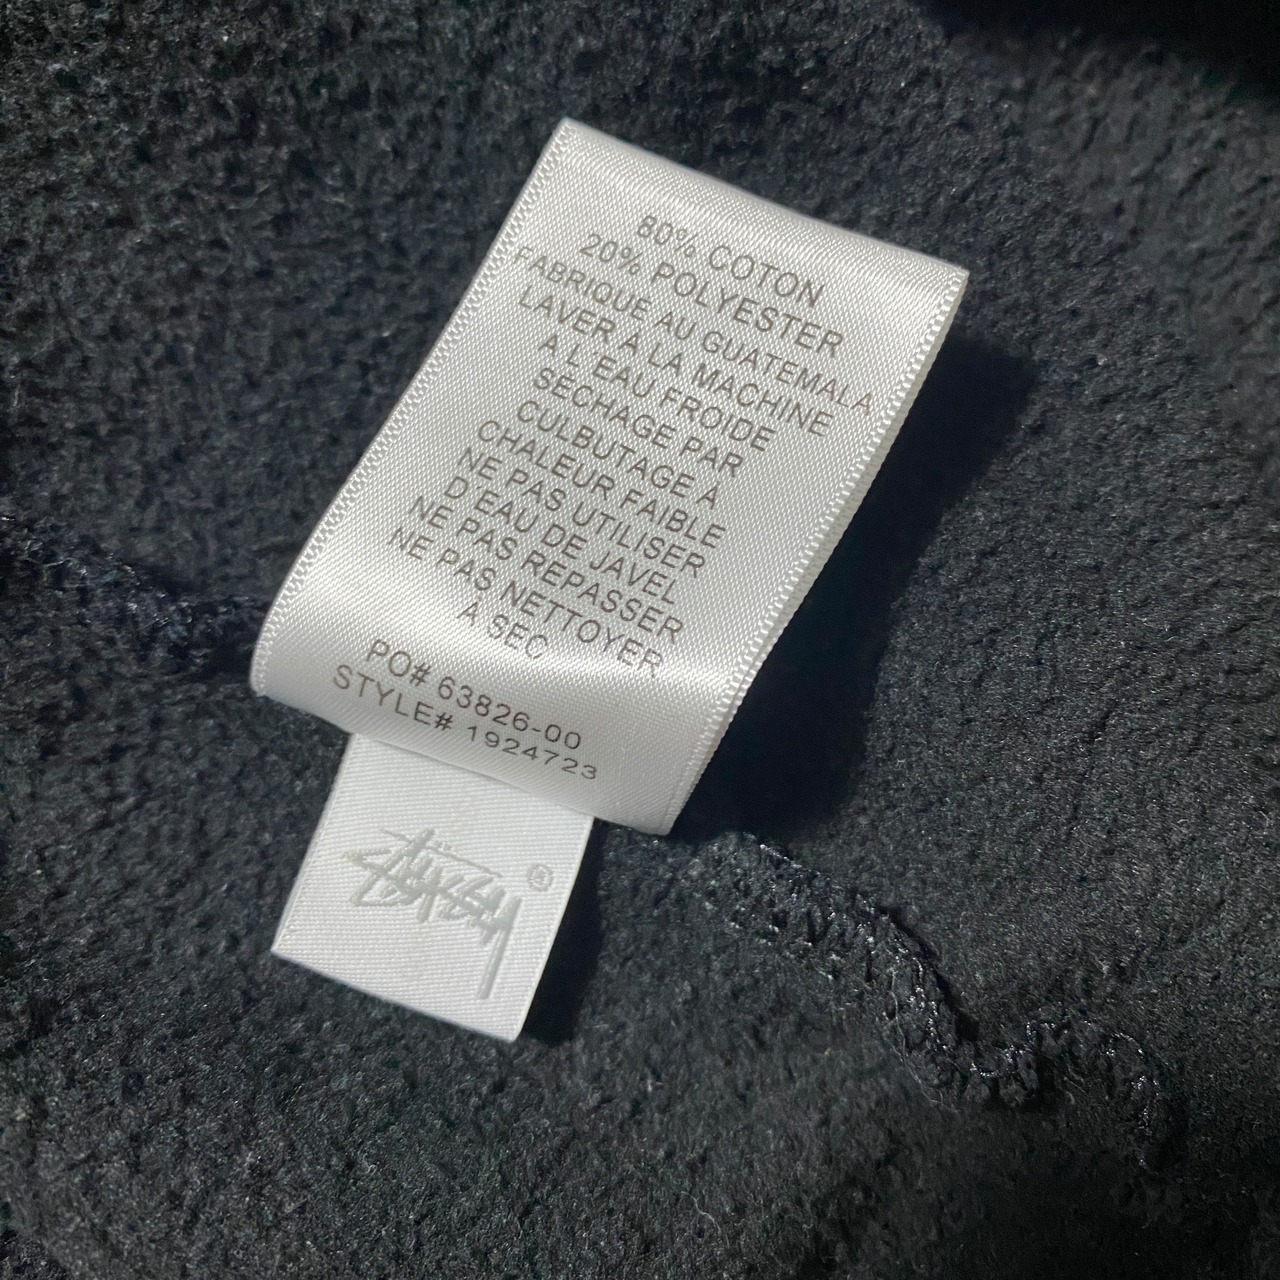 80% COTON
20% POLYESTER
FABRIQUE AU GUATEMALA
LAVER À LA MACHINE
À L'EAU FROIDE
SECHAGE PAR
CULBUTAGE À
CHALEUR FAIBLE
NE PAS UTILISER
D'EAU DE JAVEL
NE PAS REPASSER
NE PAS NETTOYER
À SEC
PO# 63826-00
STYLE# 1924723
STÜSSY ®